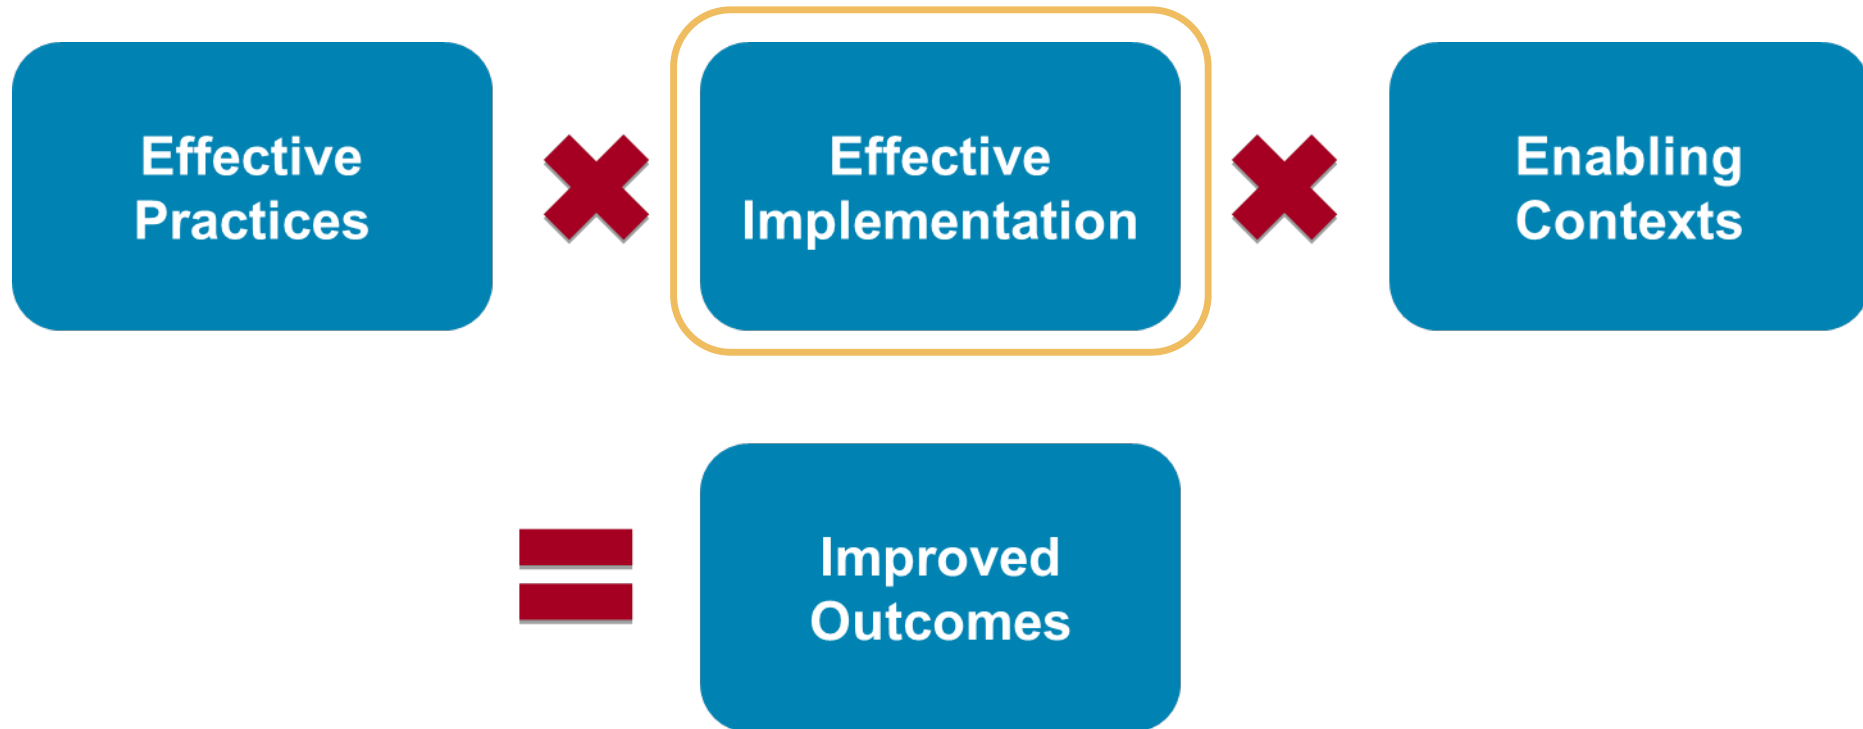 Effective
Practices
Effective
Implementation
Enabling
Contexts
Improved
Outcomes